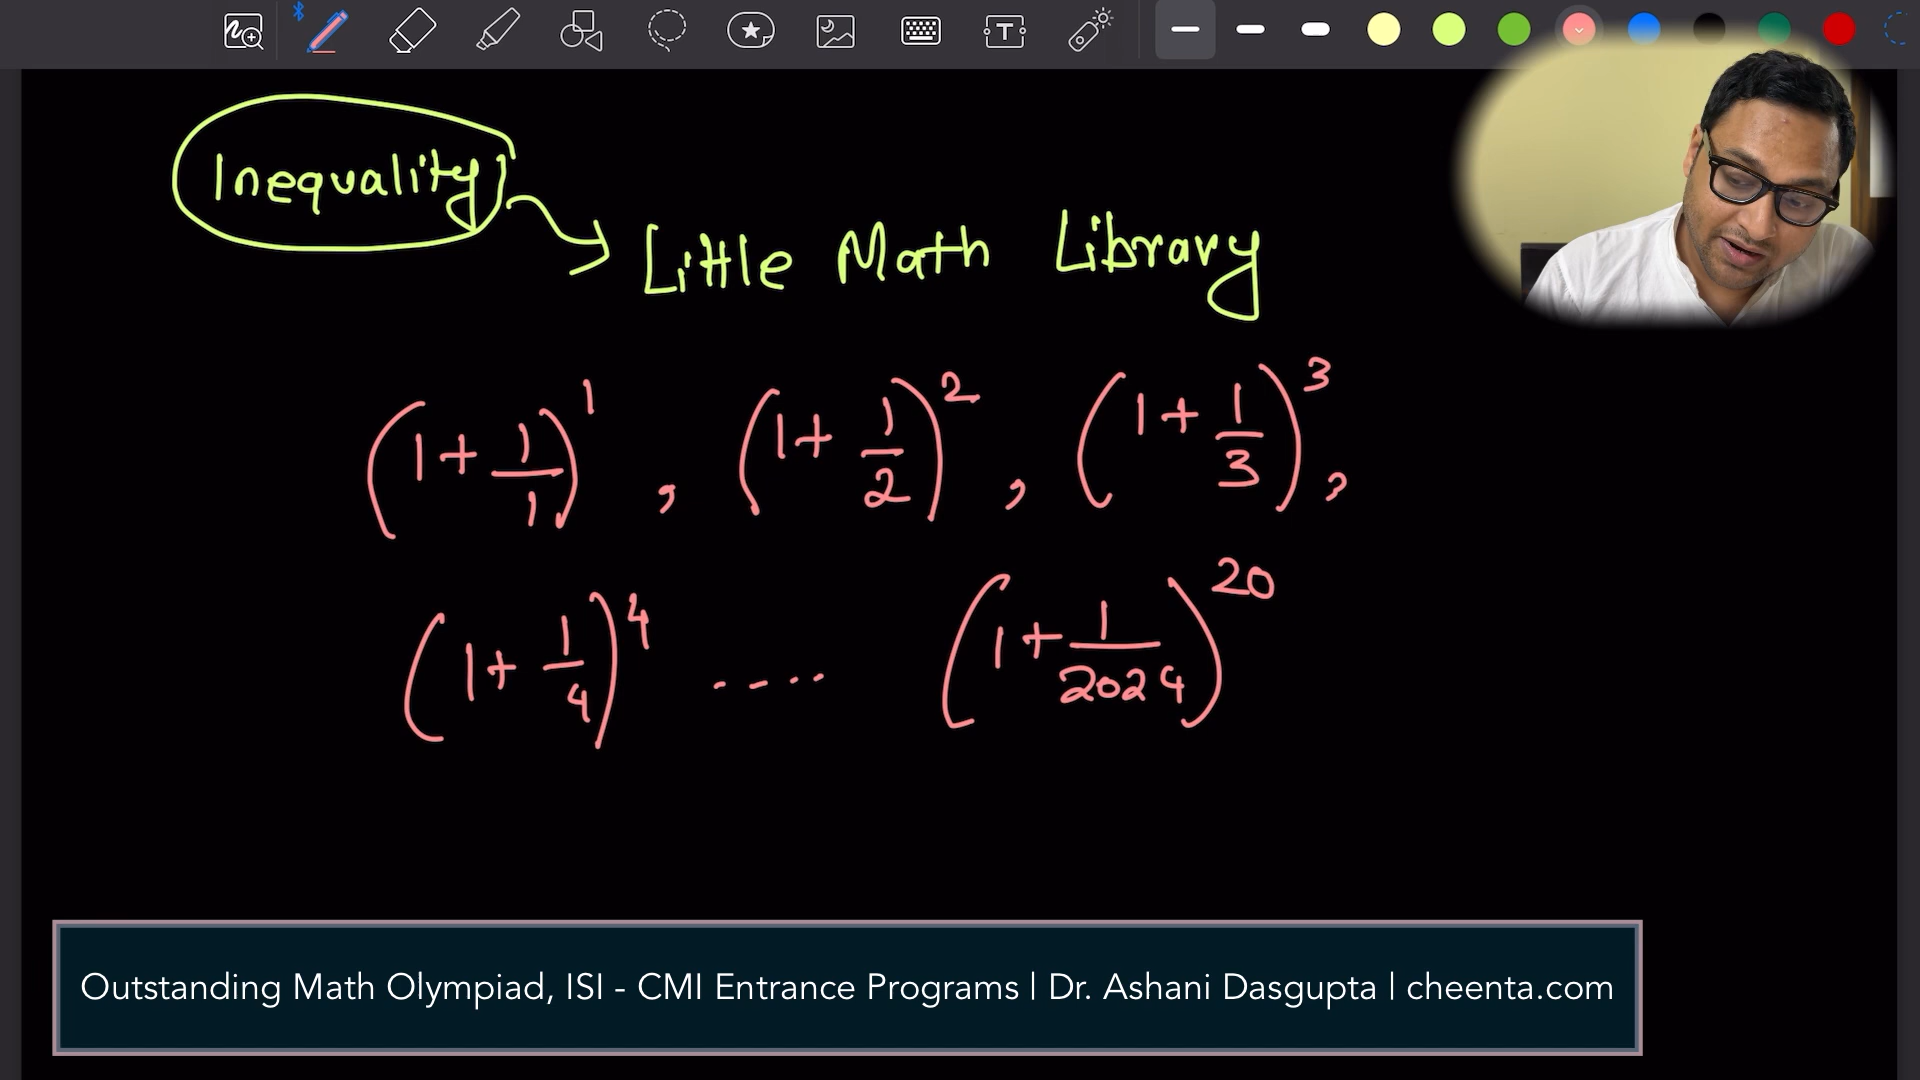 Inequality
Little Math Library
(1 + 1/1)^1 , (1 + 1/2)^2 , (1 + 1/3)^3 ,
(1 + 1/4)^4 .... (1 + 1/2024)^20
Outstanding Math Olympiad, ISI - CMI Entrance Programs | Dr. Ashani Dasgupta | cheenta.com